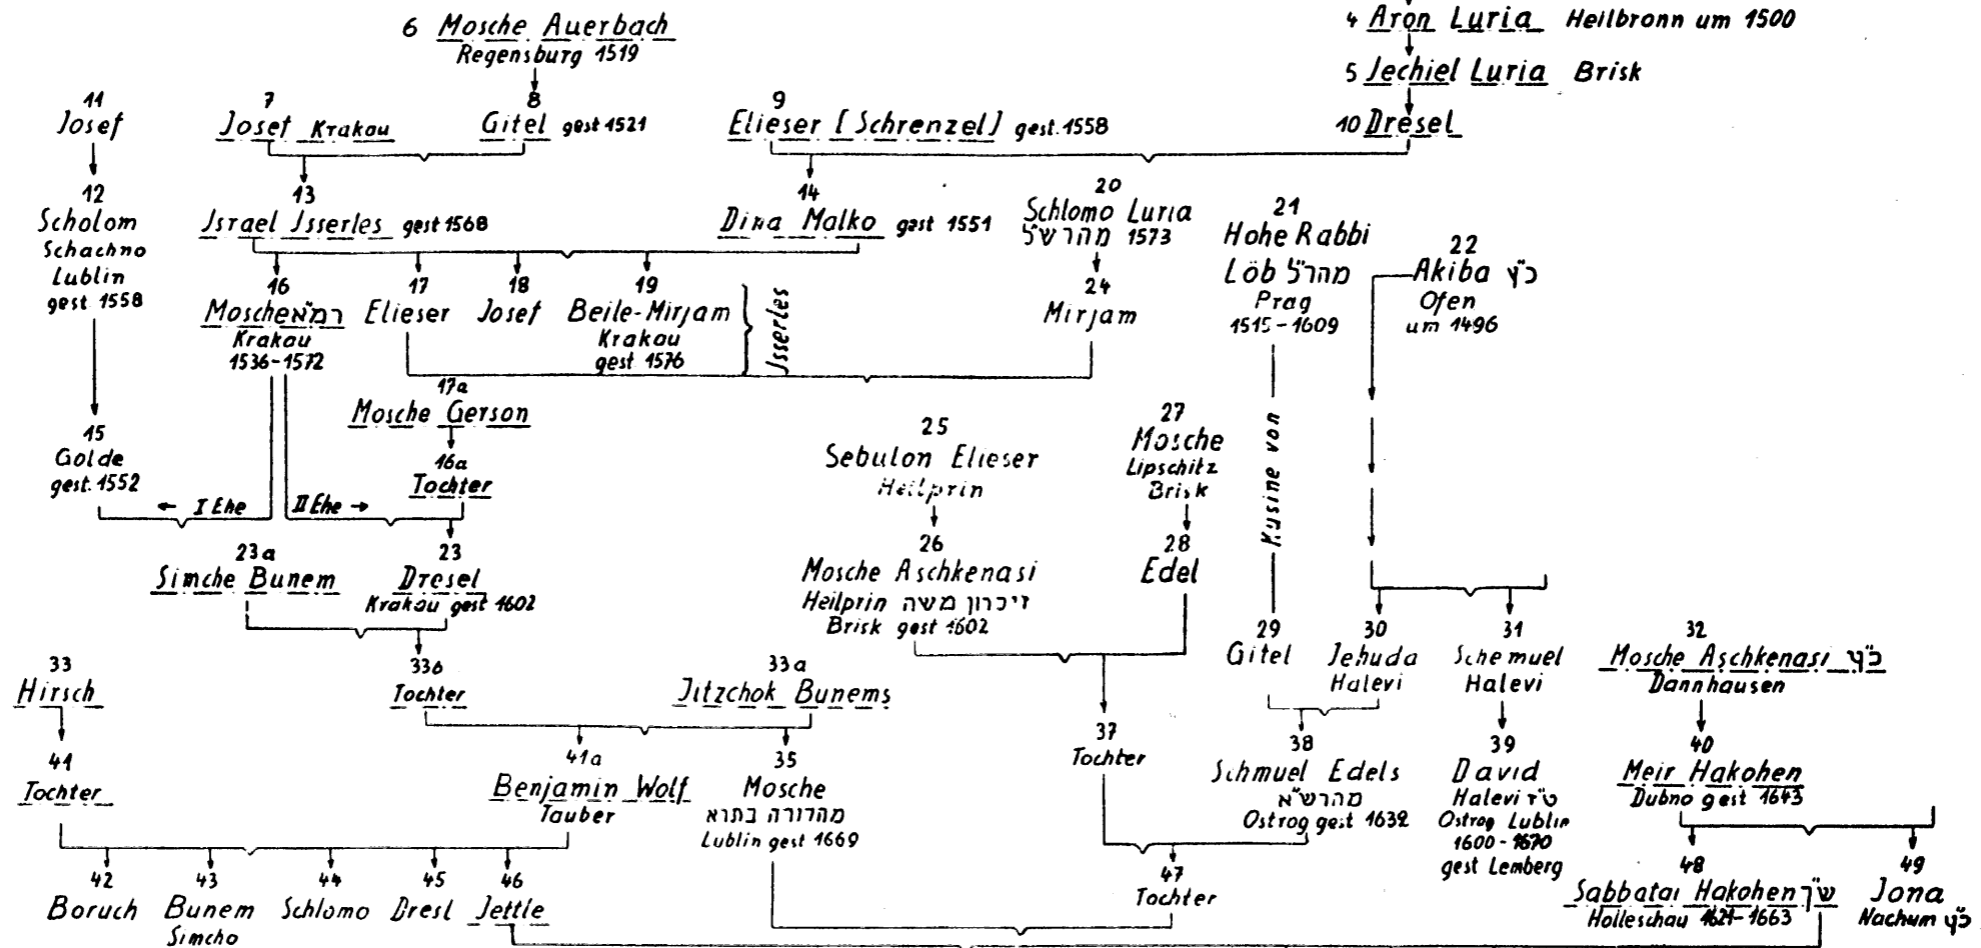 6 Mosche Auerbach
Regensburg 1519
4 Aron Luria Heilbronn um 1500
5 Jechiel Luria Brisk
11
Josef
7
Josef Krakau
8
Gitel gest 1521
9
Elieser [Schrenzel] gest. 1558
10 Dresel
12
Scholom
Schachno
Lublin
gest. 1558
13
Jsrael Jsserles gest 1568
14
Dina Malko gest 1551
20
Schlomo Luria
מהרש״ל 1573
21
Hohe Rabbi
Löb מהר״ל
Prag
1515-1609
22
Akiba כ״ץ
Ofen
um 1496
16
Mosche רמ״א
Krakau
1536-1572
17
Elieser
18
Josef
19
Beile-Mirjam
Krakau
gest 1576
Jsserles
24
Mirjam
17a
Mosche Gerson
16a
Tochter
15
Golde
gest. 1552
← I Ehe
II Ehe →
25
Sebulon Elieser
Heilprin
27
Mosche
Lipschitz
Brisk
Kusine von
23a
Simche Bunem
23
Dresel
Krakau gest 1602
26
Mosche Aschkenasi
Heilprin זיכרון משה
Brisk gest 1602
28
Edel
29
Gitel
30
Jehuda
Halevi
31
Schemuel
Halevi
32
Mosche Aschkenasi כ״ץ
Dannhausen
33
Hirsch
33b
Tochter
33a
Jitzchok Bunems
41
Tochter
41a
Benjamin Wolf
Tauber
35
Mosche
מהדורה בתרא
Lublin gest 1669
37
Tochter
38
Schmuel Edels
מהרש״א
Ostrog gest 1632
39
David
Halevi ט״ז
Ostrog Lublin
1600-1670
gest Lemberg
40
Meir Hakohen
Dubno gest 1643
42
Boruch
43
Bunem
Simcho
44
Schlomo
45
Dresl
46
Jettle
47
Tochter
48
Sabbatai Hakohen ש״ך
Holleschau 1621-1663
49
Jona
Nachum כ״ץ